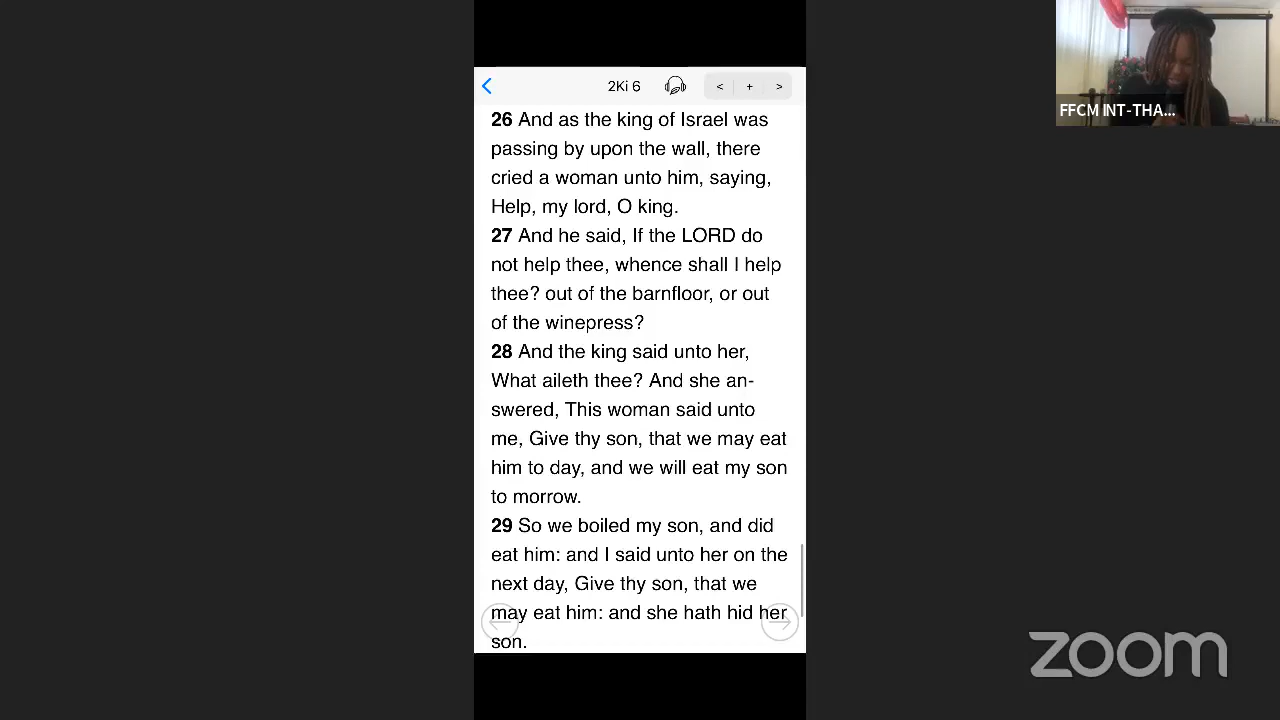 2Ki 6
< + >
26 And as the king of Israel was
passing by upon the wall, there
cried a woman unto him, saying,
Help, my lord, O king.
27 And he said, If the LORD do
not help thee, whence shall I help
thee? out of the barnfloor, or out
of the winepress?
28 And the king said unto her,
What aileth thee? And she an-
swered, This woman said unto
me, Give thy son, that we may eat
him to day, and we will eat my son
to morrow.
29 So we boiled my son, and did
eat him: and I said unto her on the
next day, Give thy son, that we
may eat him: and she hath hid her
son.
FFCM INT-THA...
zoom